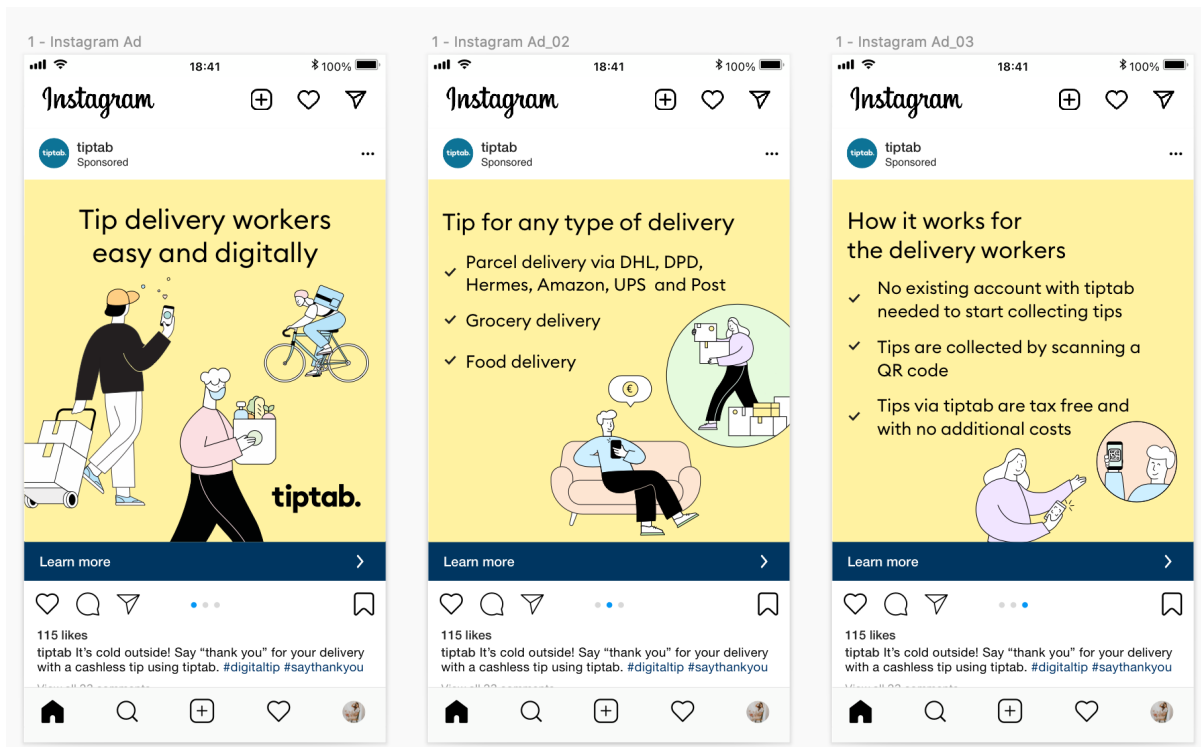 1 - Instagram Ad
18:41
100%
Instagram
tiptab.
tiptab
Sponsored
Tip delivery workers
easy and digitally
tiptab.
Learn more
115 likes
tiptab It’s cold outside! Say “thank you” for your delivery
with a cashless tip using tiptab. #digitaltip #saythankyou
1 - Instagram Ad_02
18:41
100%
Instagram
tiptab.
tiptab
Sponsored
Tip for any type of delivery
Parcel delivery via DHL, DPD,
Hermes, Amazon, UPS and Post
Grocery delivery
Food delivery
€
Learn more
115 likes
tiptab It’s cold outside! Say “thank you” for your delivery
with a cashless tip using tiptab. #digitaltip #saythankyou
1 - Instagram Ad_03
18:41
100%
Instagram
tiptab.
tiptab
Sponsored
How it works for
the delivery workers
No existing account with tiptab
needed to start collecting tips
Tips are collected by scanning a
QR code
Tips via tiptab are tax free and
with no additional costs
Learn more
115 likes
tiptab It’s cold outside! Say “thank you” for your delivery
with a cashless tip using tiptab. #digitaltip #saythankyou